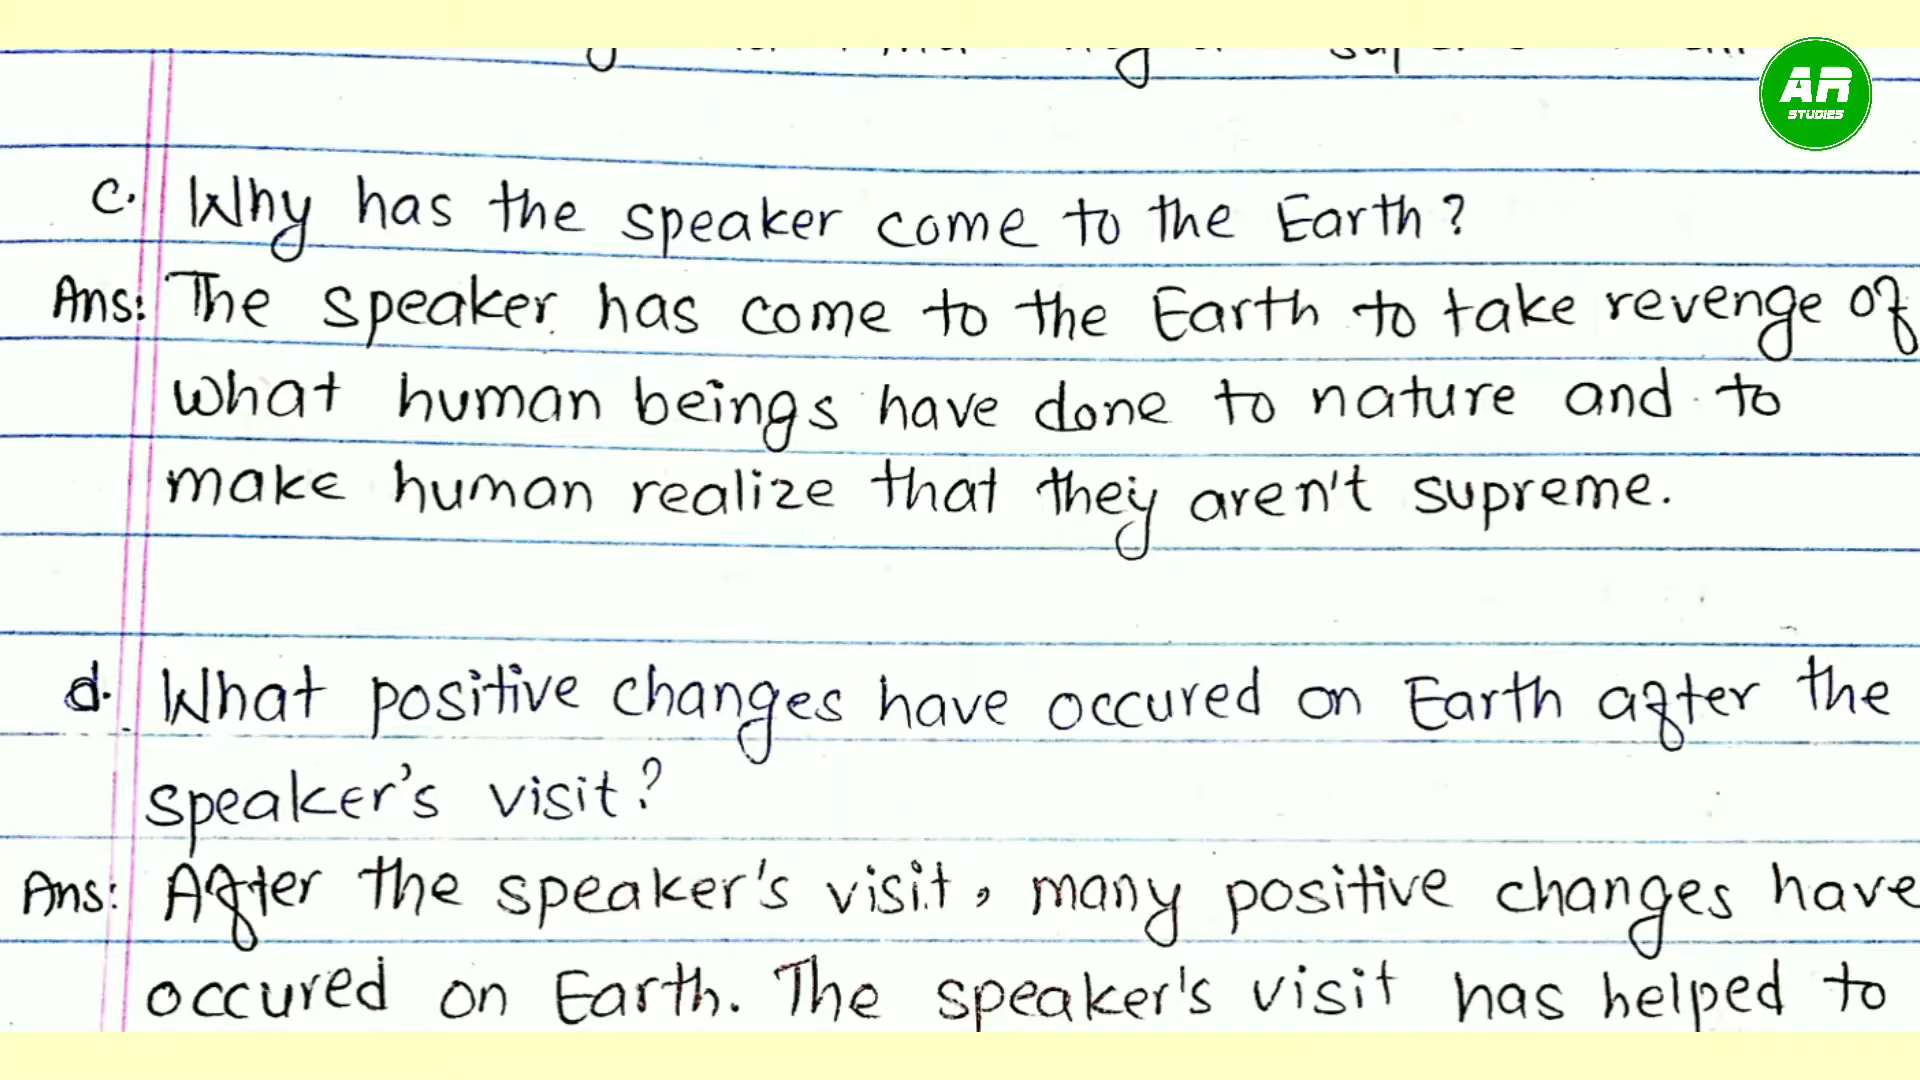 AR
STUDIES
c. Why has the speaker come to the Earth?
Ans: The speaker has come to the Earth to take revenge of
what human beings have done to nature and to
make human realize that they aren't supreme.
d. What positive changes have occured on Earth after the
speaker's visit?
Ans: After the speaker's visit, many positive changes have
occured on Earth. The speaker's visit has helped to